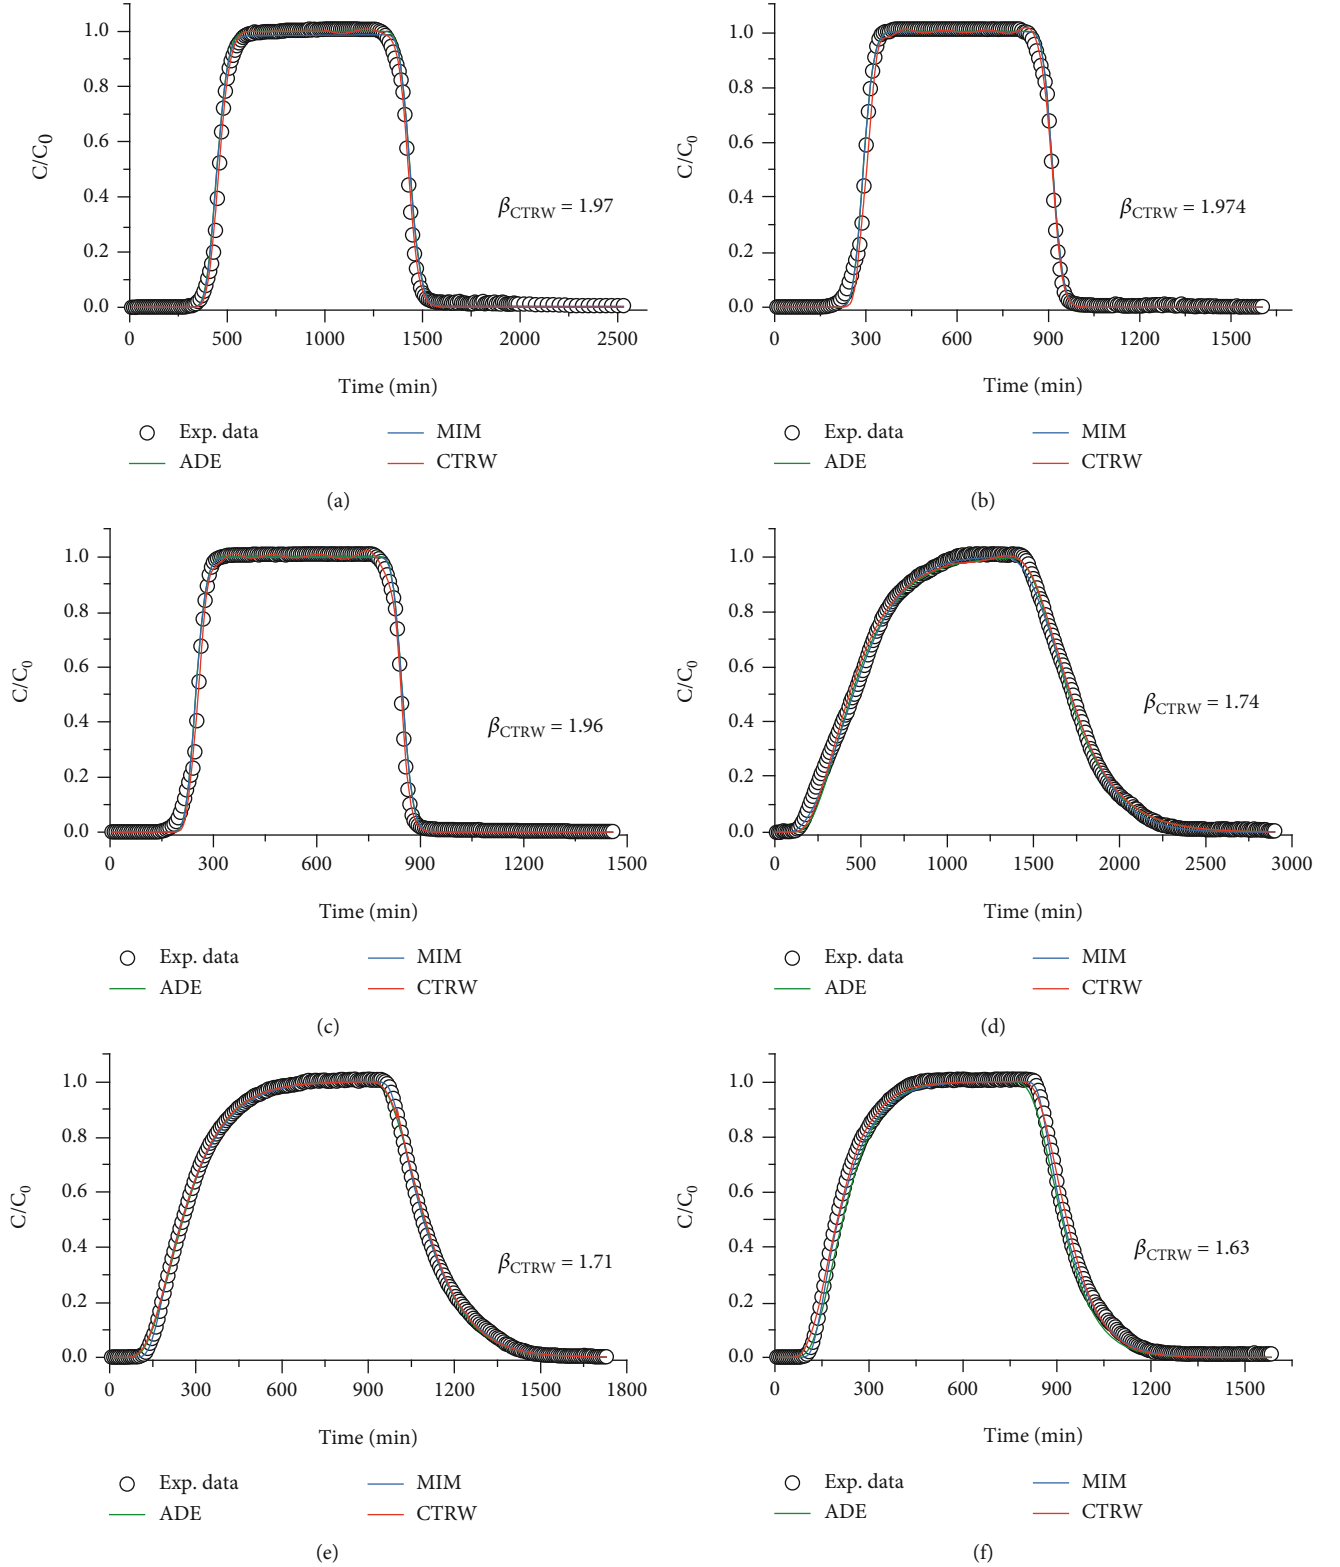 1.0
0.8
0.6
0.4
0.2
0.0
C/C0
βCTRW = 1.97
0 500 1000 1500 2000 2500
Time (min)
Exp. data MIM
ADE CTRW
(a)
1.0
0.8
0.6
0.4
0.2
0.0
C/C0
βCTRW = 1.974
0 300 600 900 1200 1500
Time (min)
Exp. data MIM
ADE CTRW
(b)
1.0
0.8
0.6
0.4
0.2
0.0
C/C0
βCTRW = 1.96
0 300 600 900 1200 1500
Time (min)
Exp. data MIM
ADE CTRW
(c)
1.0
0.8
0.6
0.4
0.2
0.0
C/C0
βCTRW = 1.74
0 500 1000 1500 2000 2500 3000
Time (min)
Exp. data MIM
ADE CTRW
(d)
1.0
0.8
0.6
0.4
0.2
0.0
C/C0
βCTRW = 1.71
0 300 600 900 1200 1500 1800
Time (min)
Exp. data MIM
ADE CTRW
(e)
1.0
0.8
0.6
0.4
0.2
0.0
C/C0
βCTRW = 1.63
0 300 600 900 1200 1500
Time (min)
Exp. data MIM
ADE CTRW
(f)